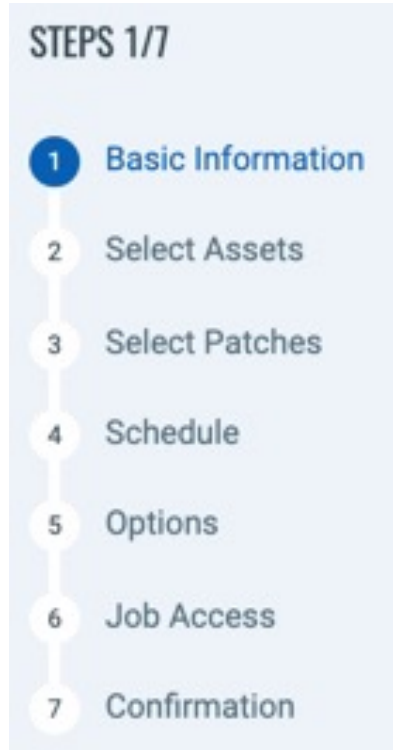 STEPS 1/7
1 Basic Information
2 Select Assets
3 Select Patches
4 Schedule
5 Options
6 Job Access
7 Confirmation